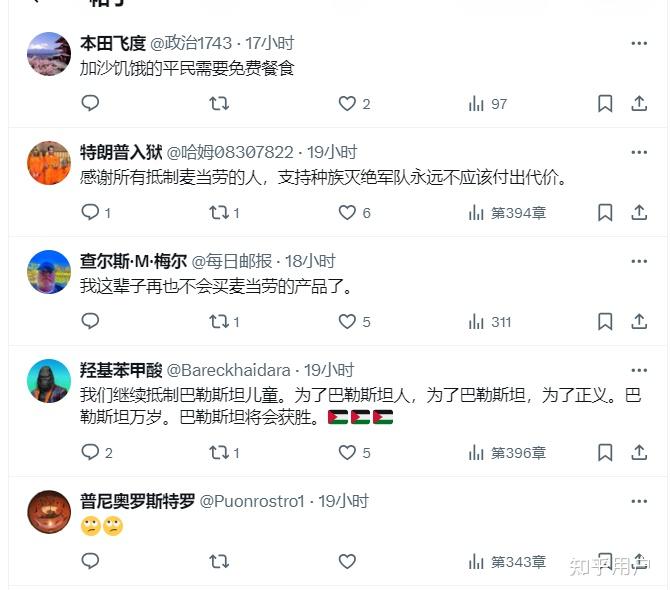 本田飞度 @政治1743 · 17小时
加沙饥饿的平民需要免费餐食
2 97
特朗普入狱 @哈姆08307822 · 19小时
感谢所有抵制麦当劳的人，支持种族灭绝军队永远不应该付出代价。
1 1 6 第394章
查尔斯·M·梅尔 @每日邮报 · 18小时
我这辈子再也不会买麦当劳的产品了。
1 5 311
羟基苯甲酸 @Bareckhaidara · 19小时
我们继续抵制巴勒斯坦儿童。为了巴勒斯坦人，为了巴勒斯坦，为了正义。巴
勒斯坦万岁。巴勒斯坦将会获胜。🇵🇸🇵🇸🇵🇸
2 1 5 第396章
普尼奥罗斯特罗 @Puonrostro1 · 19小时
🙄🙄
第343章
知乎用户